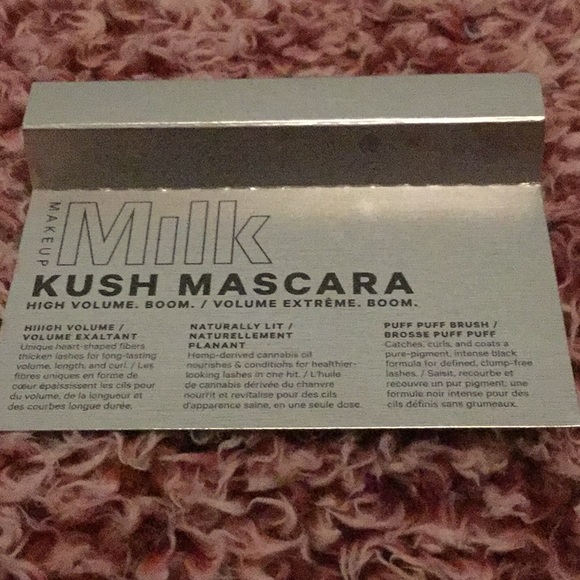 MAKEUP
Milk
KUSH MASCARA
HIGH VOLUME. BOOM. / VOLUME EXTRÊME. BOOM.
HIIIGH VOLUME /
VOLUME EXALTANT
Unique heart-shaped fibers
thicken lashes for long-lasting
volume, length, and curl. / Les
fibres uniques en forme de
cœur épaississent les cils pour
du volume, de la longueur et
des courbes longue durée.
NATURALLY LIT /
NATURELLEMENT
PLANANT
Hemp-derived cannabis oil
nourishes & conditions for healthier-
looking lashes in one hit. / L'huile
de cannabis dérivée du chanvre
nourrit et revitalise pour des cils
d'apparence saine, en une seule dose.
PUFF PUFF BRUSH /
BROSSE PUFF PUFF
Catches, curls, and coats a
pure-pigment, intense black
formula for defined, clump-free
lashes. / Saisit, recourbe et
recouvre un pur pigment, une
formule noir intense pour des
cils définis sans grumeaux.